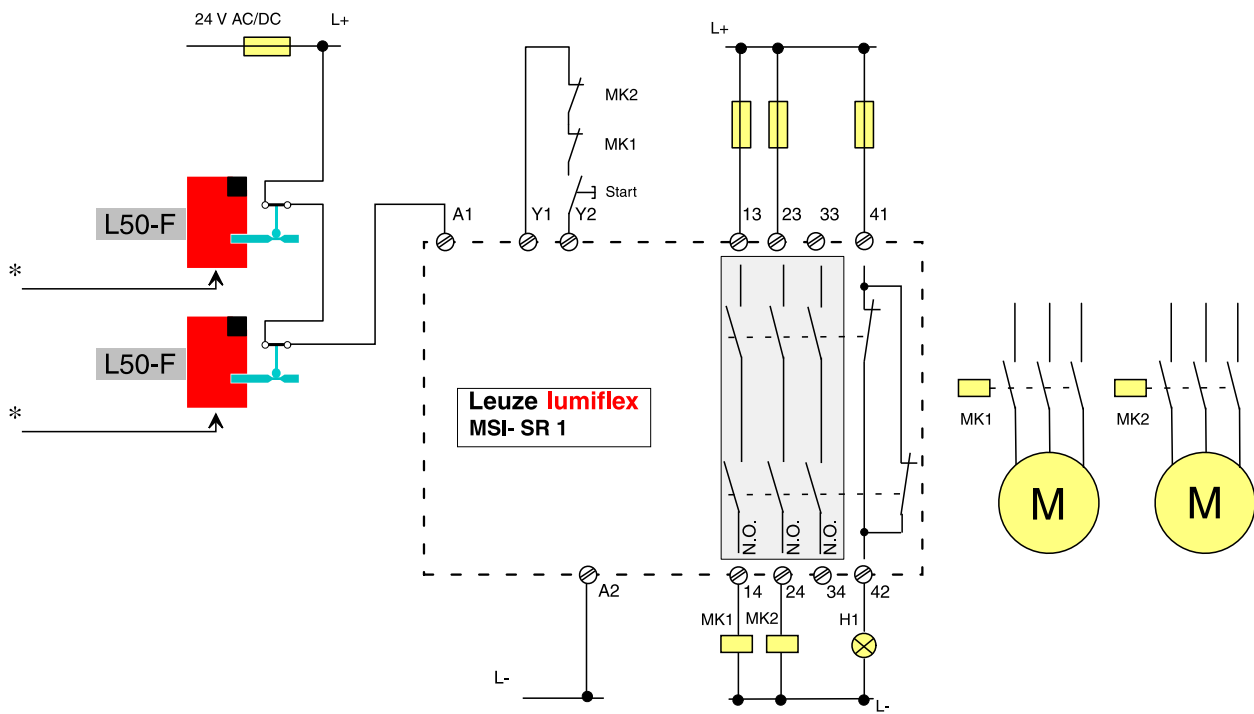 24 V AC/DC
L+
L+
MK2
MK1
Start
L50-F
A1
Y1
Y2
13
23
33
41
*
L50-F
*
Leuze lumiflex
MSI- SR 1
MK1
MK2
M
M
N.O.
N.O.
N.O.
A2
14
24
34
42
MK1
MK2
H1
L-
L-